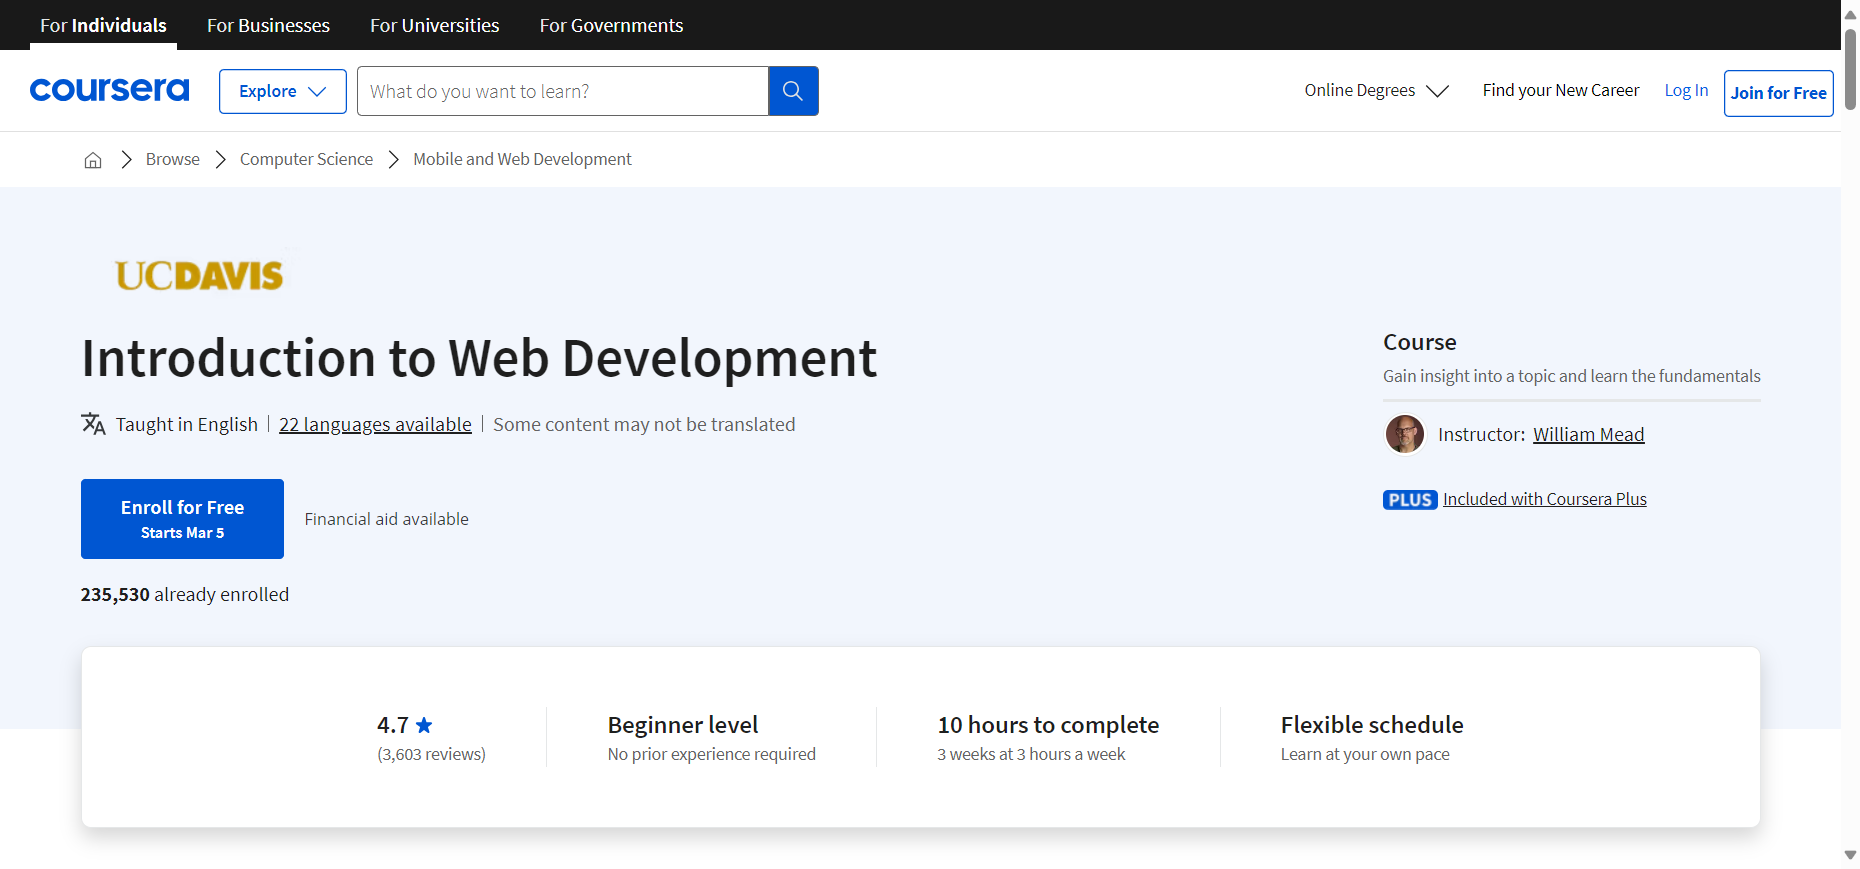 For Individuals For Businesses For Universities For Governments
coursera Explore What do you want to learn? Online Degrees Find your New Career Log In Join for Free
Browse Computer Science Mobile and Web Development
UCDAVIS
Introduction to Web Development
Taught in English 22 languages available Some content may not be translated
Enroll for Free
Starts Mar 5
Financial aid available
235,530 already enrolled
Course
Gain insight into a topic and learn the fundamentals
Instructor: William Mead
PLUS Included with Coursera Plus
4.7
(3,603 reviews)
Beginner level
No prior experience required
10 hours to complete
3 weeks at 3 hours a week
Flexible schedule
Learn at your own pace